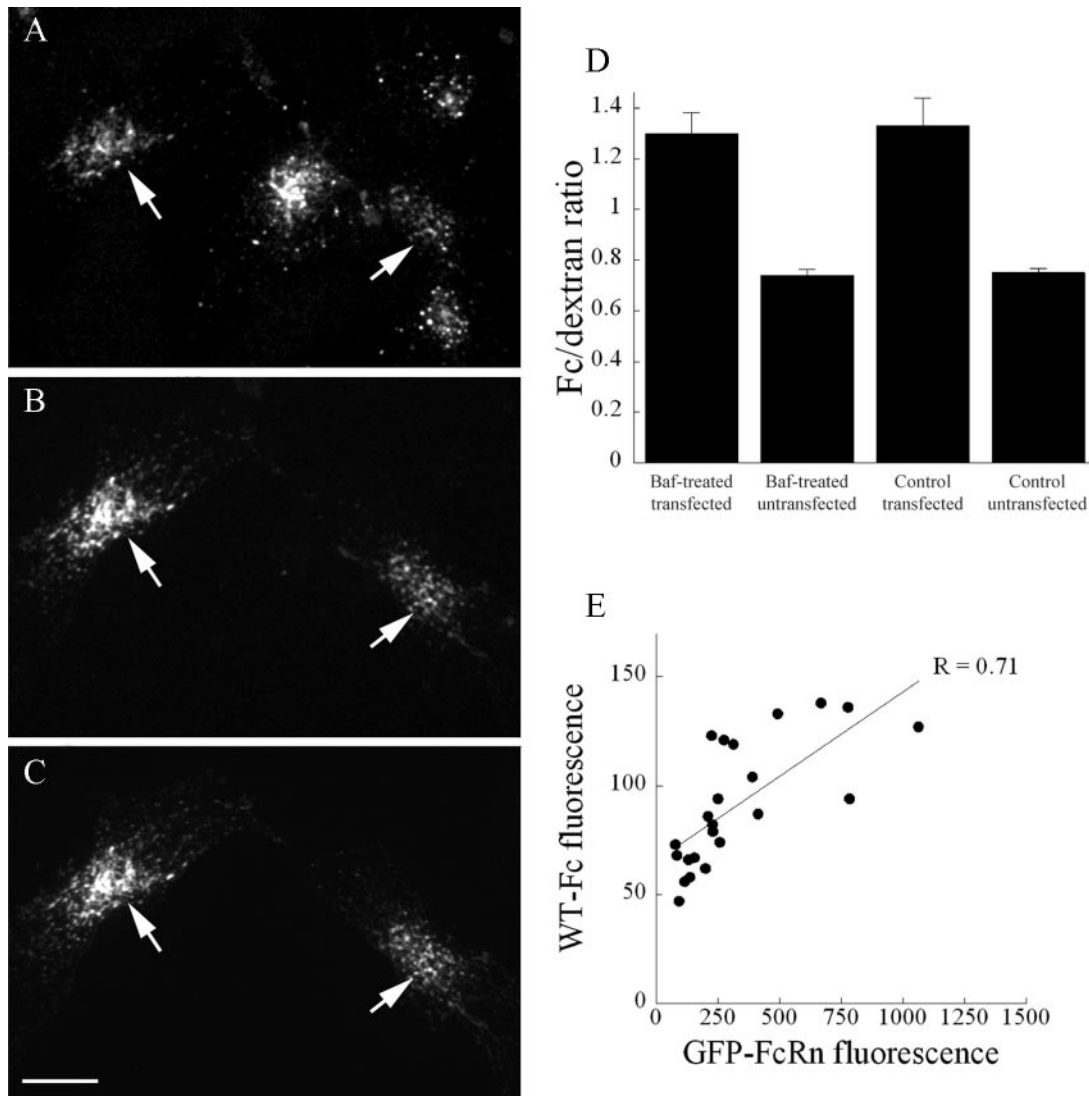 A
B
C
D
Fc/dextran ratio
1.4
1.2
1
0.8
0.6
0.4
0.2
0
Baf-treated transfected
Baf-treated untransfected
Control transfected
Control untransfected
E
WT-Fc fluorescence
150
100
50
0
R = 0.71
0 250 500 750 1000 1250 1500
GFP-FcRn fluorescence